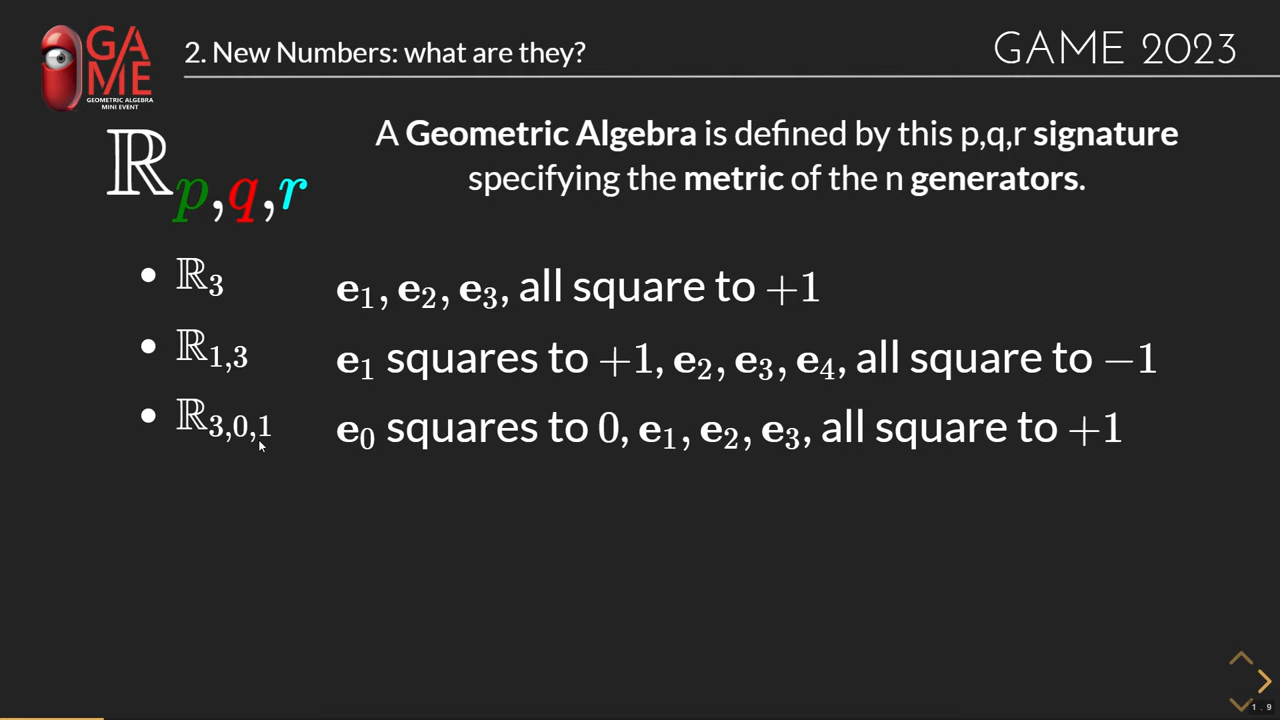 GA
ME
GEOMETRIC ALGEBRA
MINI EVENT
2. New Numbers: what are they?
GAME 2023
ℝp,q,r
A Geometric Algebra is defined by this p,q,r signature
specifying the metric of the n generators.
• ℝ₃ e₁, e₂, e₃, all square to +1
• ℝ₁,₃ e₁ squares to +1, e₂, e₃, e₄, all square to −1
• ℝ₃,₀,₁ e₀ squares to 0, e₁, e₂, e₃, all square to +1
1.9